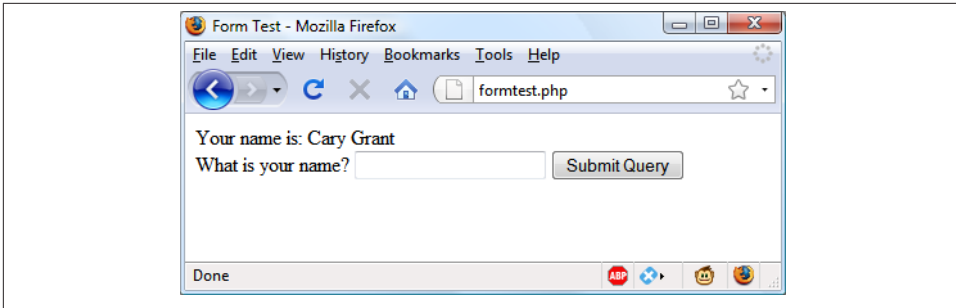 Form Test - Mozilla Firefox
File Edit View History Bookmarks Tools Help
formtest.php
Your name is: Cary Grant
What is your name? Submit Query
Done ABP